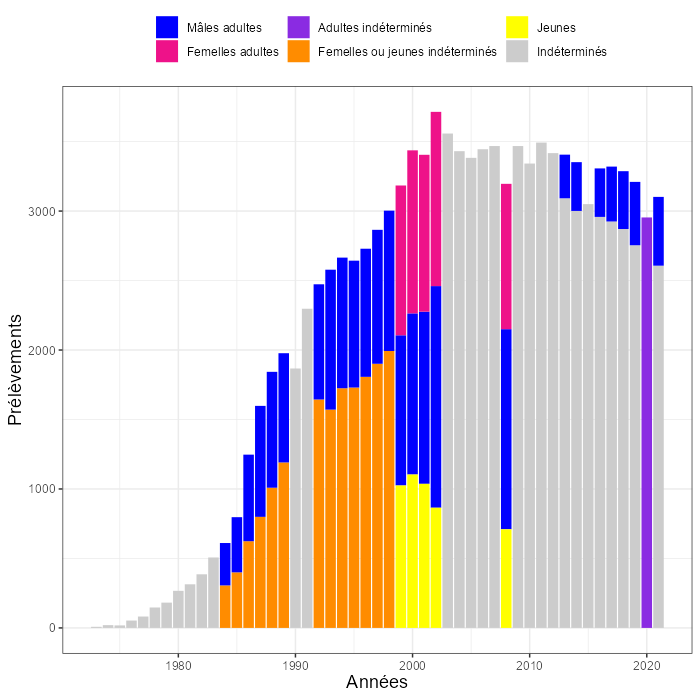 Mâles adultes Adultes indéterminés Jeunes
Femelles adultes Femelles ou jeunes indéterminés Indéterminés
Prélèvements
3000
2000
1000
0
1980 1990 2000 2010 2020
Années